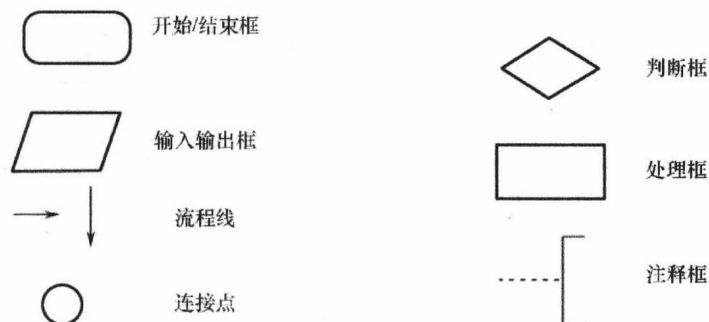 开始/结束框
输入输出框
流程线
连接点
判断框
处理框
注释框